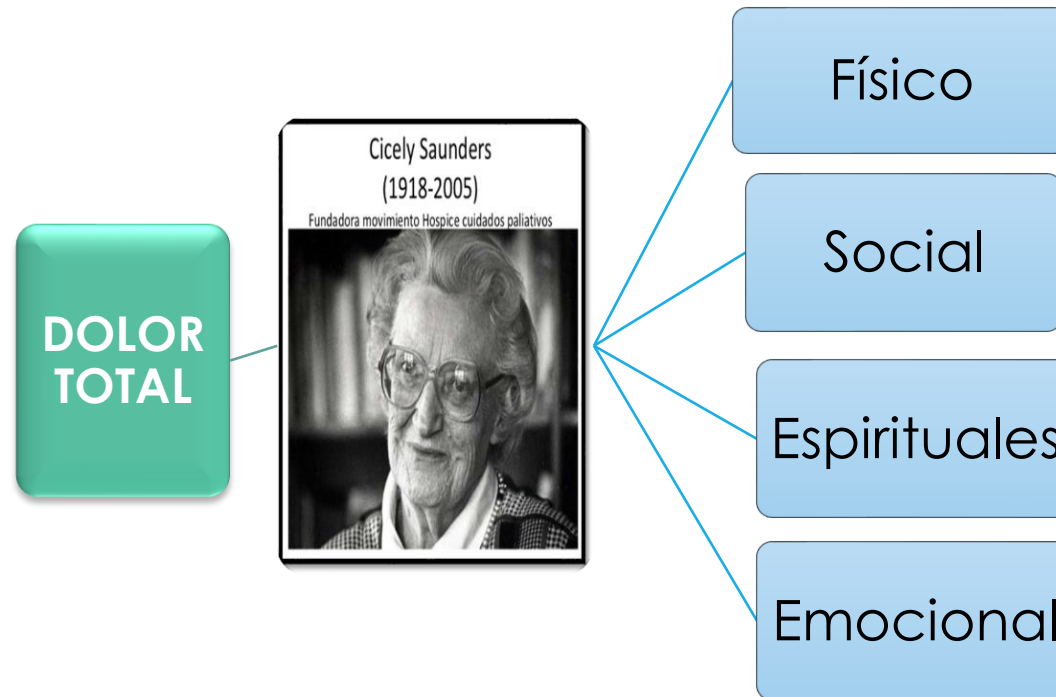 DOLOR
TOTAL
Cicely Saunders
(1918-2005)
Fundadora movimiento Hospice cuidados paliativos
Físico
Social
Espirituales
Emocional